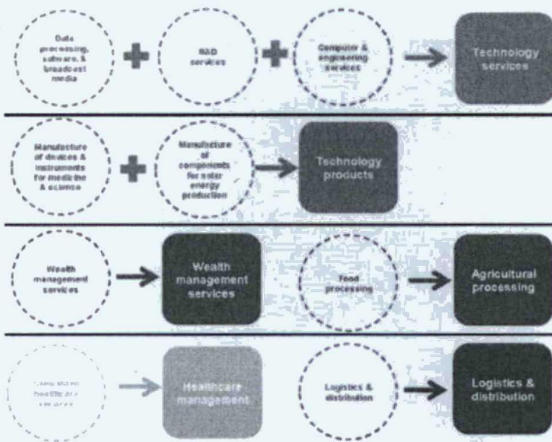 Data
processing,
software, &
broadcast
media
R&D
services
Computer &
engineering
services
Technology
services
Manufacture
of devices &
instruments
for medicine
& science
Manufacture
of
components
for solar
energy
production
Technology
products
Wealth
management
services
Wealth
management
services
Food
processing
Agricultural
processing
Healthcare
management
Logistics &
distribution
Logistics &
distribution